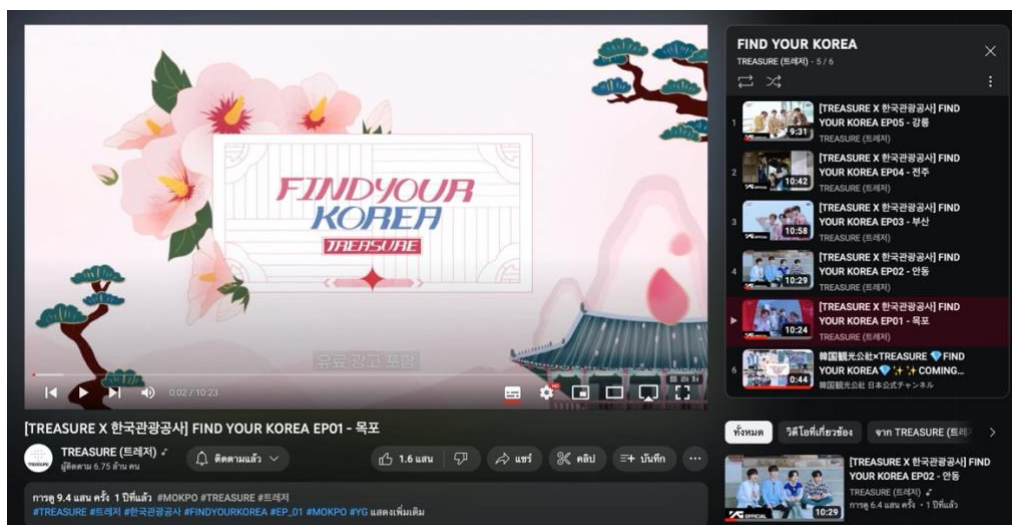 FINDYOUR
KOREA
TREASURE
유료 광고 포함
0:02 / 10:23
HD
[TREASURE X 한국관광공사] FIND YOUR KOREA EP01 - 목포
TREASURE (트레저)
ผู้ติดตาม 6.75 ล้าน คน
ติดตามแล้ว
1.6 แสน
แชร์
คลิป
บันทึก
การดู 9.4 แสน ครั้ง 1 ปีที่แล้ว #MOKPO #TREASURE #트레저
#TREASURE #트레저 #한국관광공사 #FINDYOURKOREA #EP_01 #MOKPO #YG แสดงเพิ่มเติม
FIND YOUR KOREA
TREASURE (트레저) - 5 / 6
1
9:31
[TREASURE X 한국관광공사] FIND
YOUR KOREA EP05 - 강릉
TREASURE (트레저)
2
10:42
[TREASURE X 한국관광공사] FIND
YOUR KOREA EP04 - 전주
TREASURE (트레저)
3
10:58
[TREASURE X 한국관광공사] FIND
YOUR KOREA EP03 - 부산
TREASURE (트레저)
4
10:29
[TREASURE X 한국관광공사] FIND
YOUR KOREA EP02 - 안동
TREASURE (트레저)
10:24
[TREASURE X 한국관광공사] FIND
YOUR KOREA EP01 - 목포
TREASURE (트레저)
6
0:44
韓国観光公社×TREASURE 💎FIND
YOUR KOREA💎✨✨COMING...
韓国観光公社 日本公式チャンネル
ทั้งหมด
วิดีโอที่เกี่ยวข้อง
จาก TREASURE (트레
YG OFFICIAL
10:29
[TREASURE X 한국관광공사] FIND
YOUR KOREA EP02 - 안동
TREASURE (트레저)
การดู 9.4 แสน ครั้ง • 1 ปีที่แล้ว